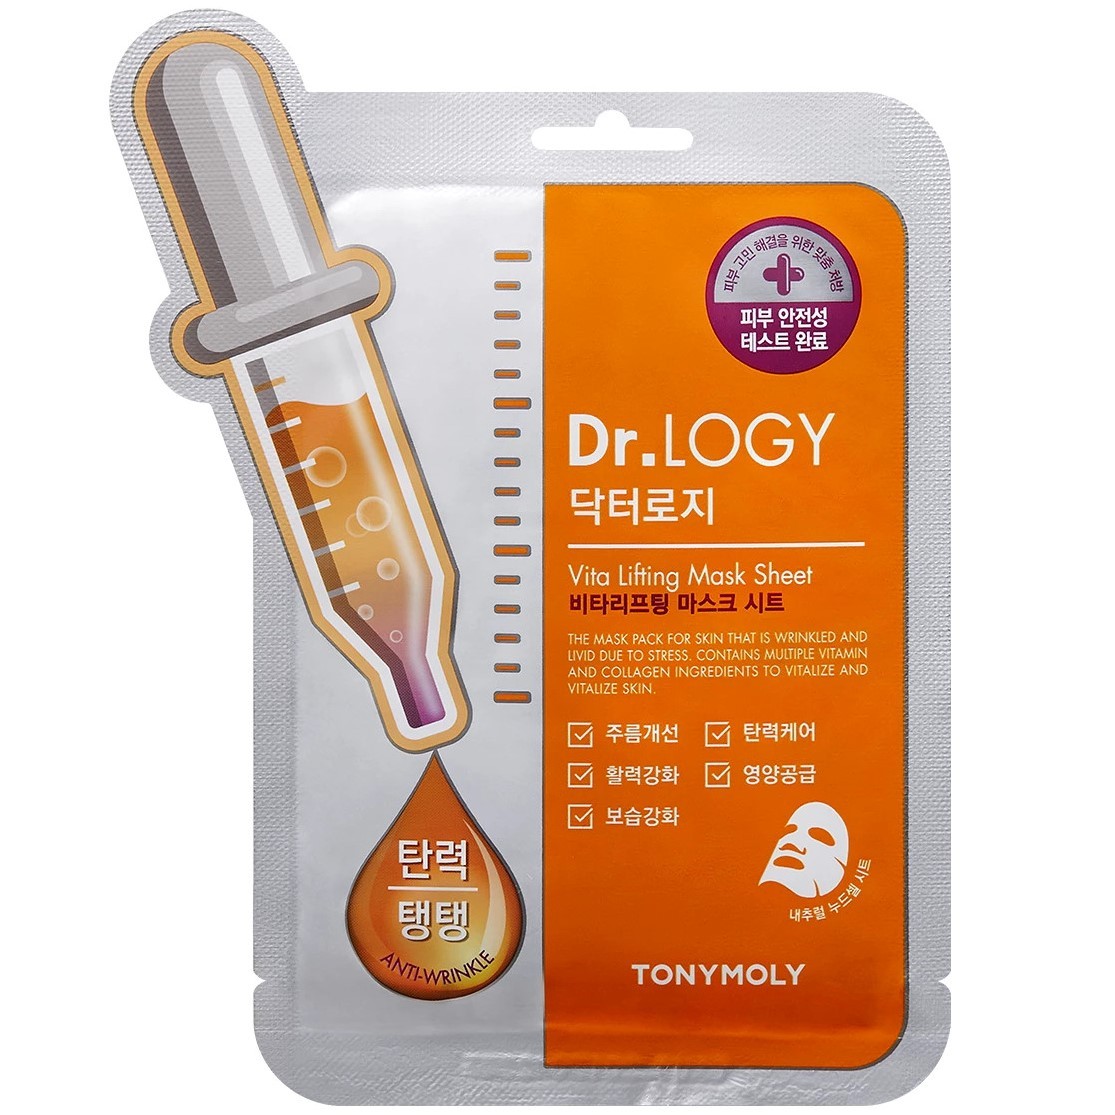 피부 고민 해결을 위한 맞춤 처방
피부 안전성
테스트 완료
Dr.LOGY
닥터로지
Vita Lifting Mask Sheet
비타리프팅 마스크 시트
THE MASK PACK FOR SKIN THAT IS WRINKLED AND
LIVID DUE TO STRESS. CONTAINS MULTIPLE VITAMIN
AND COLLAGEN INGREDIENTS TO VITALIZE AND
VITALIZE SKIN.
주름개선 탄력케어
활력강화 영양공급
보습강화
내추럴 누드셀 시트
탄력
탱탱
ANTI-WRINKLE
TONYMOLY